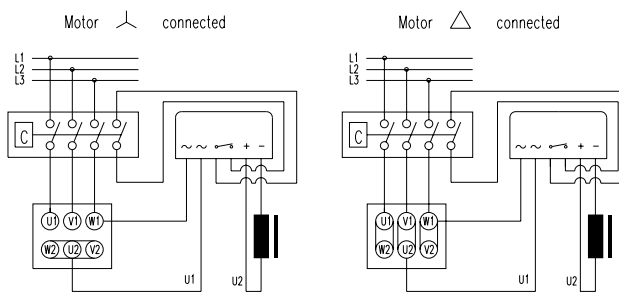 Motor connected
Motor connected
L1
L2
L3
C
+ −
U1 V1 W1
W2 U2 V2
U1
U2
L1
L2
L3
C
+ −
U1 V1 W1
W2 U2 V2
U1
U2